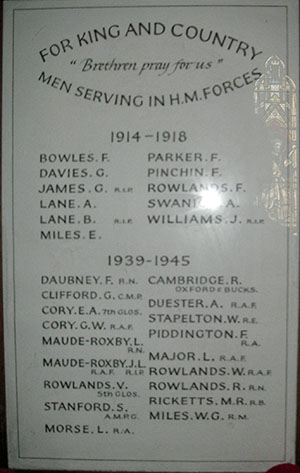 FOR KING AND COUNTRY
"Brethren pray for us"
MEN SERVING IN H.M. FORCES
1914–1918
BOWLES. F.
DAVIES. G.
JAMES. G. R.I.P.
LANE. A.
LANE. B. R.I.P.
MILES. E.
PARKER. F.
PINCHIN. F.
ROWLANDS. F.
A.
WILLIAMS. J. R.I.P.
1939–1945
DAUBNEY. F. R.N.
CLIFFORD. G. C.M.P.
CORY. E.A. 7th GLOS.
CORY. G.W. R.A.F.
MAUDE-ROXBY. L.
R.N.
MAUDE-ROXBY. J.L.
R.A.F. R.I.P.
ROWLANDS. V.
5th GLOS.
STANFORD. S.
A.M.P.C.
MORSE. L. R/A.
CAMBRIDGE. R.
OXFORD & BUCKS.
DUESTER. A. R.A.F.
STAPELTON. W. R.E.
PIDDINGTON. F.
R.A.
MAJOR. L. R.A.F.
ROWLANDS. W. R.A.F.
ROWLANDS. R. R.N.
RICKETTS. M.R. R.B.
MILES. W.G. R.M.